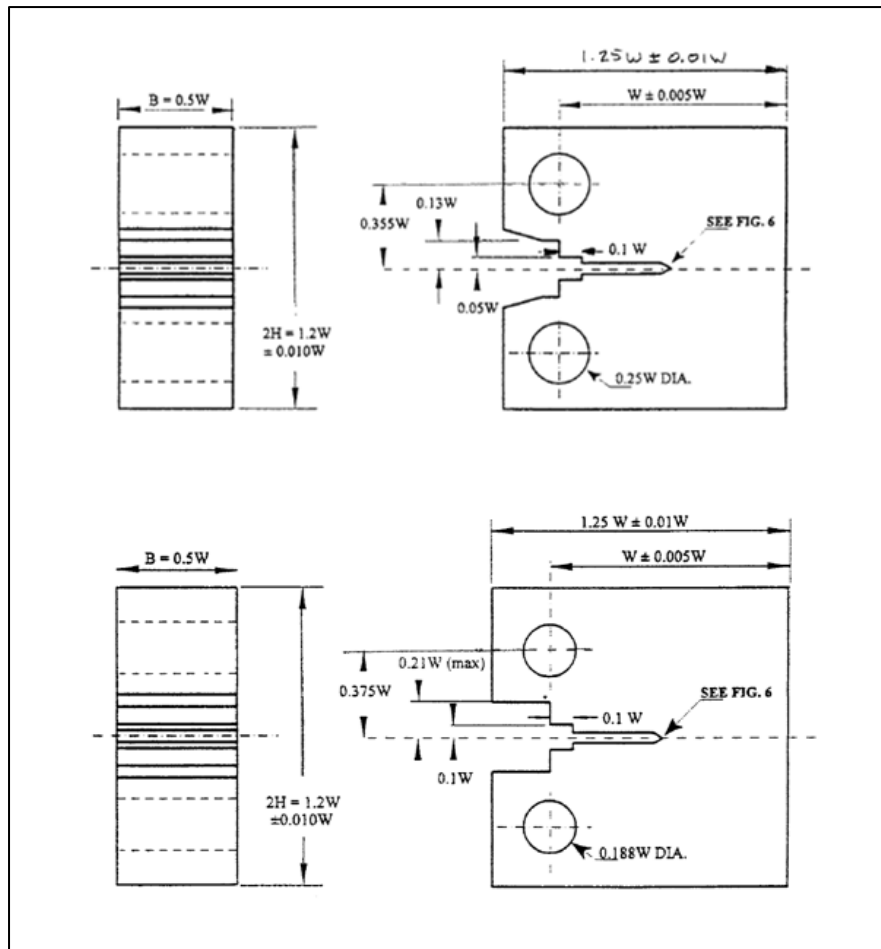 1.25W ± 0.01W
B = 0.5W
W ± 0.005W
0.13W
0.355W
SEE FIG. 6
0.1 W
0.05W
2H = 1.2W
± 0.010W
0.25W DIA.
1.25 W ± 0.01W
B = 0.5W
W ± 0.005W
0.21W (max)
0.375W
SEE FIG. 6
0.1 W
0.1W
2H = 1.2W
±0.010W
0.188W DIA.